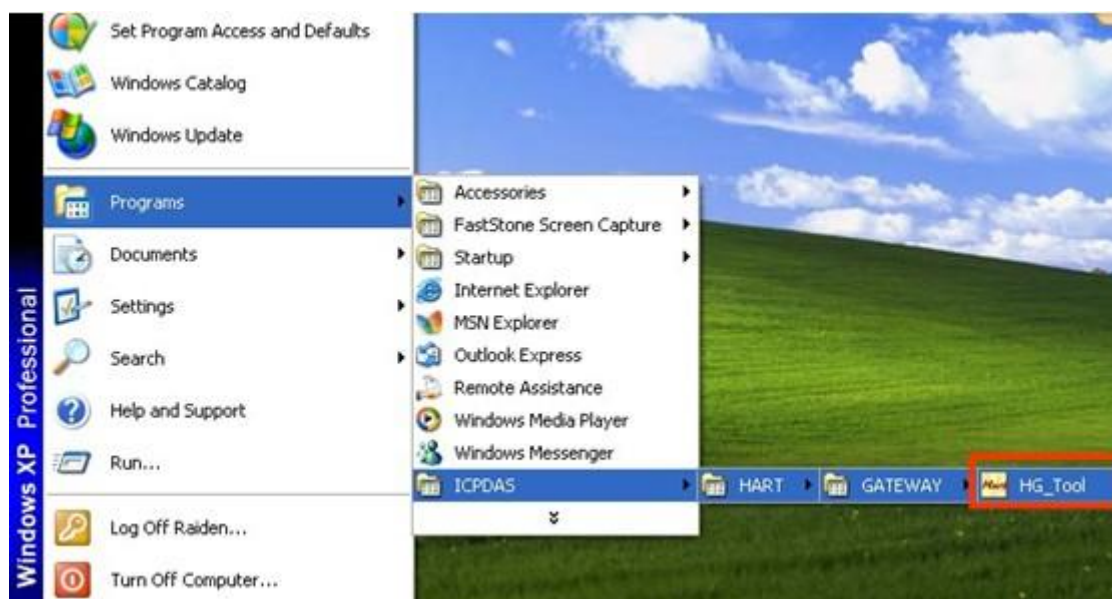 Set Program Access and Defaults
Windows Catalog
Windows Update
Programs
Documents
Settings
Search
Help and Support
Run...
Log Off Raiden...
Turn Off Computer...
Windows XP Professional
Accessories
FastStone Screen Capture
Startup
Internet Explorer
MSN Explorer
Outlook Express
Remote Assistance
Windows Media Player
Windows Messenger
ICPDAS
HART
GATEWAY
HG_Tool